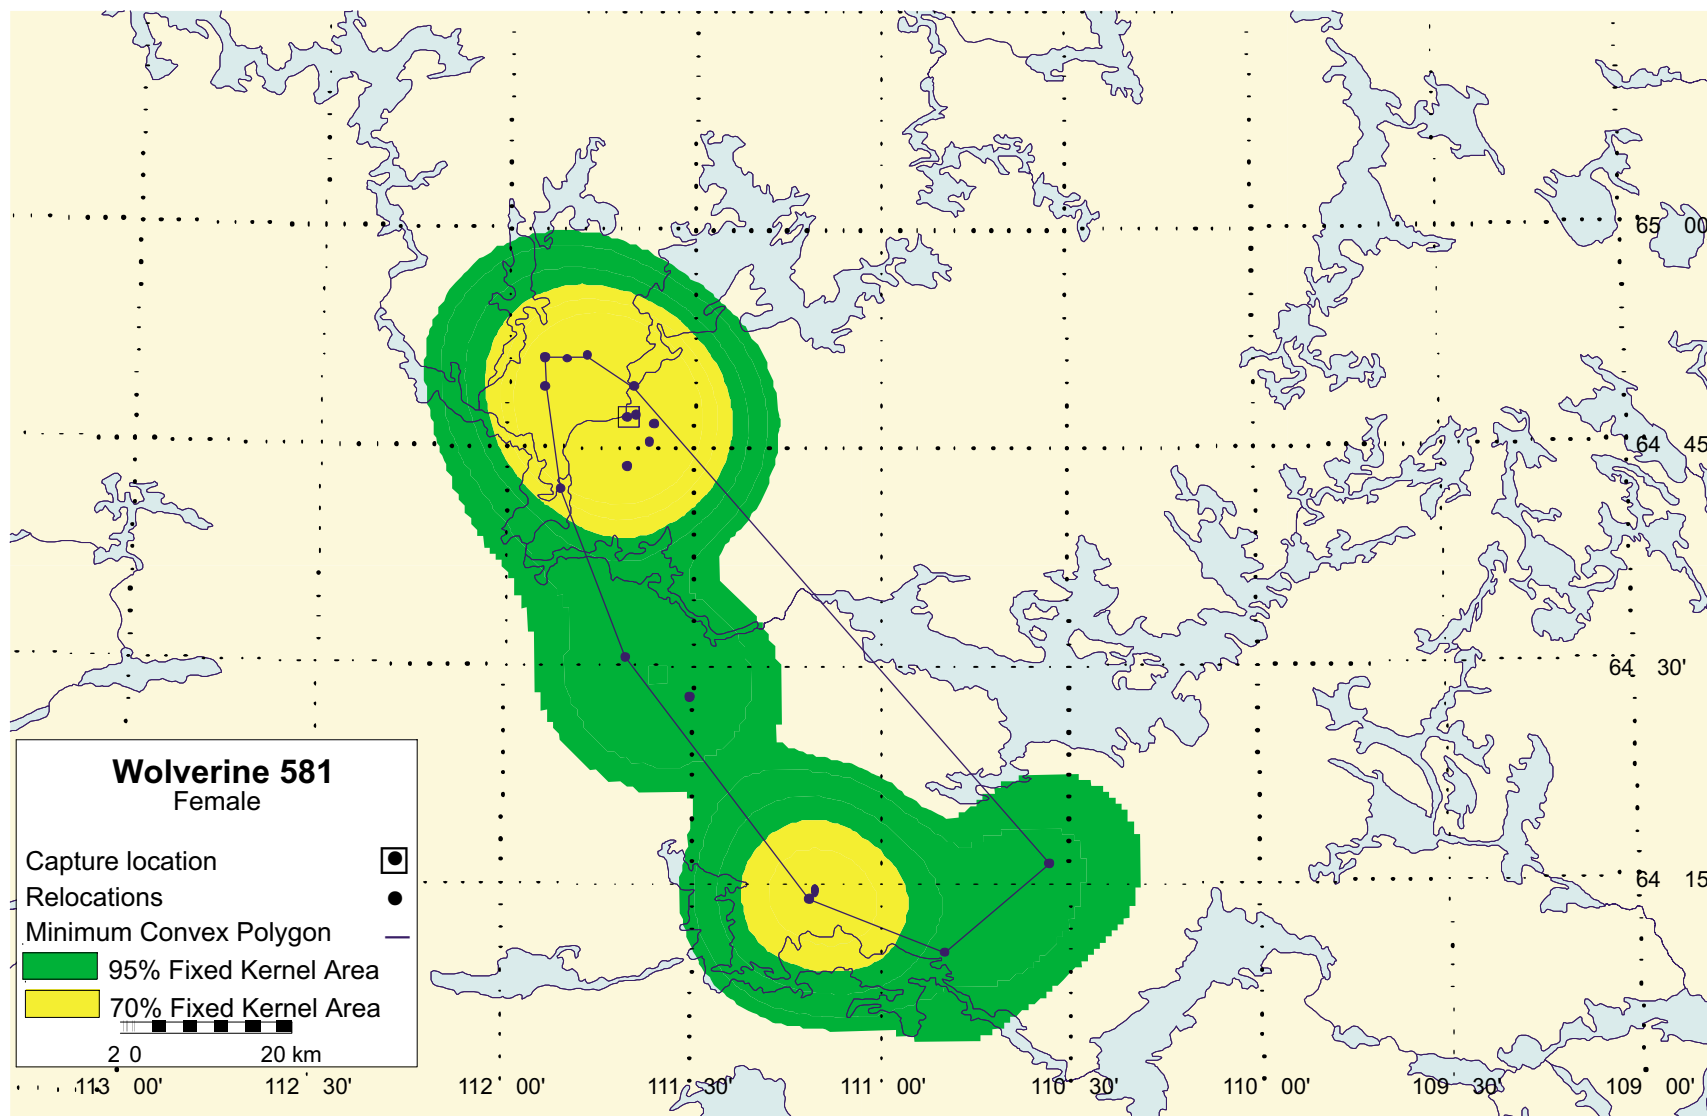 65 00'
64 45'
64 30'
64 15'
Wolverine 581
Female
Capture location
Relocations
Minimum Convex Polygon
95% Fixed Kernel Area
70% Fixed Kernel Area
2 0 20 km
113 00' 112 30' 112 00' 111 30' 111 00' 110 30' 110 00' 109 30' 109 00'